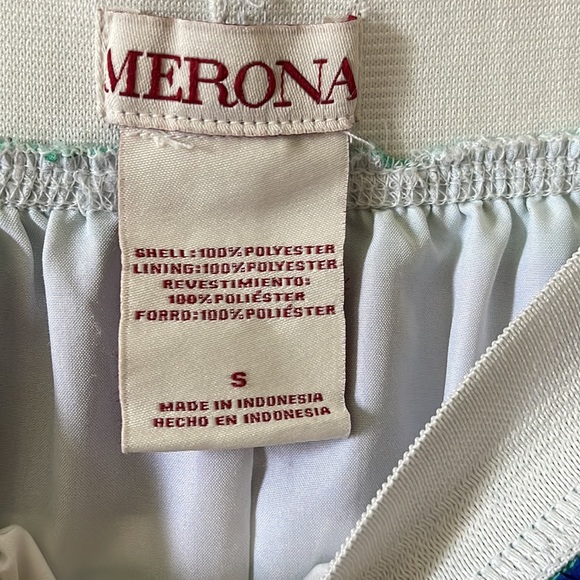 MERONA
SHELL:100% POLYESTER
LINING:100% POLYESTER
REVESTIMIENTO:
100% POLIÉSTER
FORRO:100% POLIÉSTER
S
MADE IN INDONESIA
HECHO EN INDONESIA